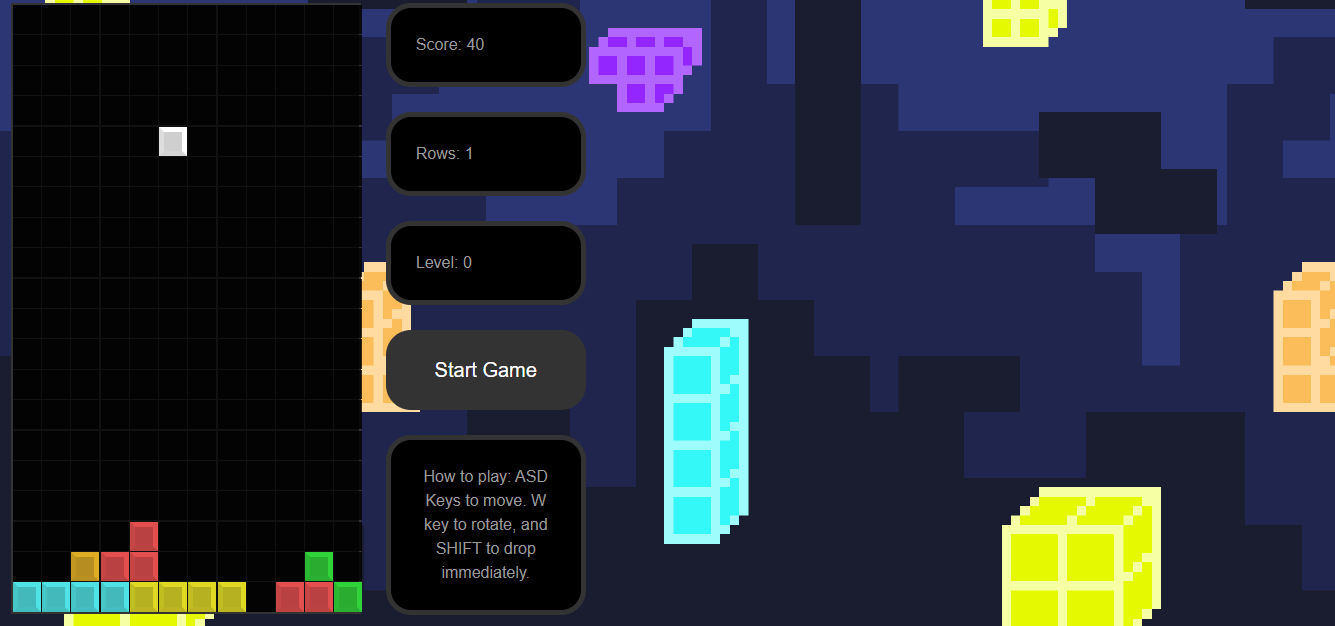 Score: 40
Rows: 1
Level: 0
Start Game
How to play: ASD
Keys to move. W
key to rotate, and
SHIFT to drop
immediately.